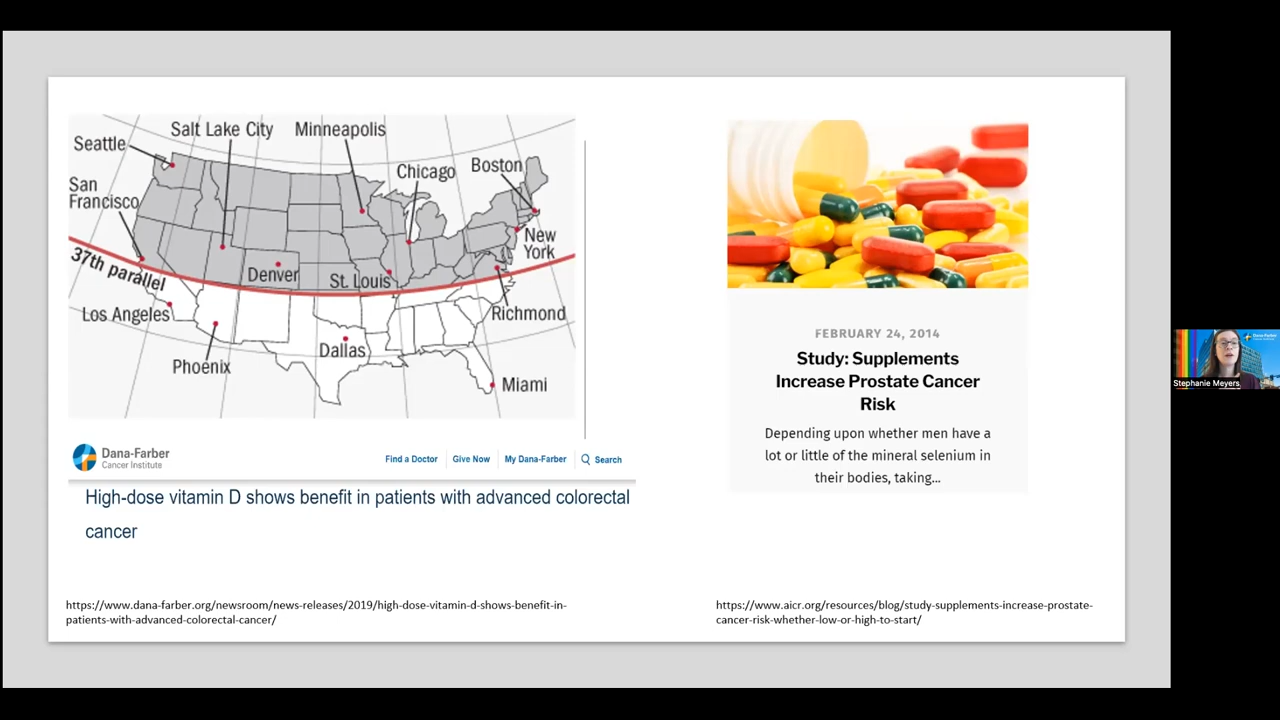 Seattle
Salt Lake City
Minneapolis
Chicago
Boston
San
Francisco
37th parallel
Denver
St. Louis
New
York
Los Angeles
Richmond
Phoenix
Dallas
Miami
Dana-Farber
Cancer Institute
Find a Doctor
Give Now
My Dana-Farber
Search
High-dose vitamin D shows benefit in patients with advanced colorectal
cancer
https://www.dana-farber.org/newsroom/news-releases/2019/high-dose-vitamin-d-shows-benefit-in-
patients-with-advanced-colorectal-cancer/
FEBRUARY 24, 2014
Study: Supplements
Increase Prostate Cancer
Risk
Depending upon whether men have a
lot or little of the mineral selenium in
their bodies, taking...
https://www.aicr.org/resources/blog/study-supplements-increase-prostate-
cancer-risk-whether-low-or-high-to-start/
Dana-Farber
Stephanie Meyers,